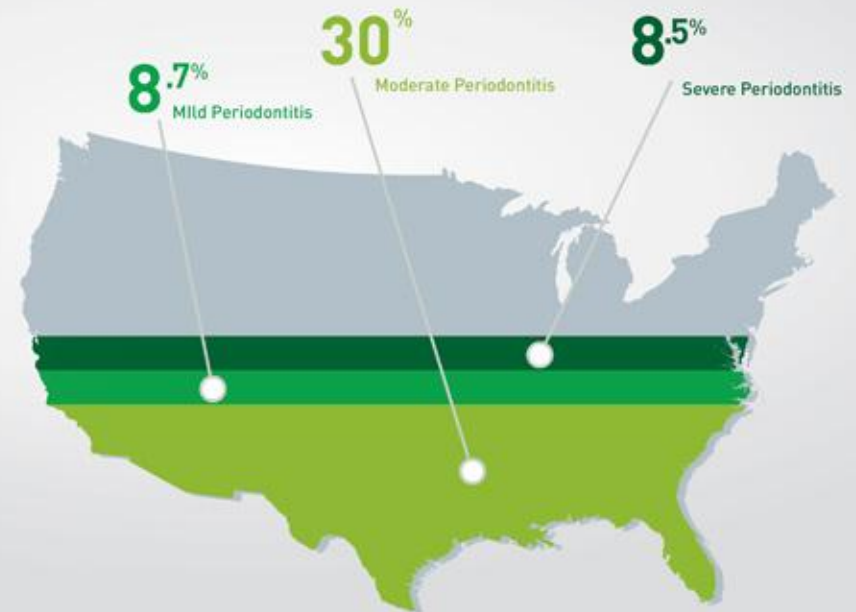 8.7%
MIld Periodontitis
30%
Moderate Periodontitis
8.5%
Severe Periodontitis